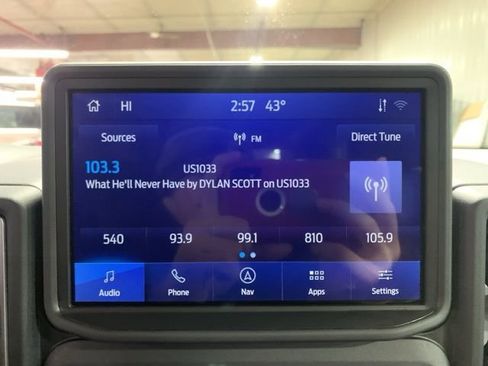 HI 2:57 43°
Sources FM Direct Tune
103.3 US1033
What He'll Never Have by DYLAN SCOTT on US1033
540 93.9 99.1 810 105.9
Audio Phone Nav Apps Settings